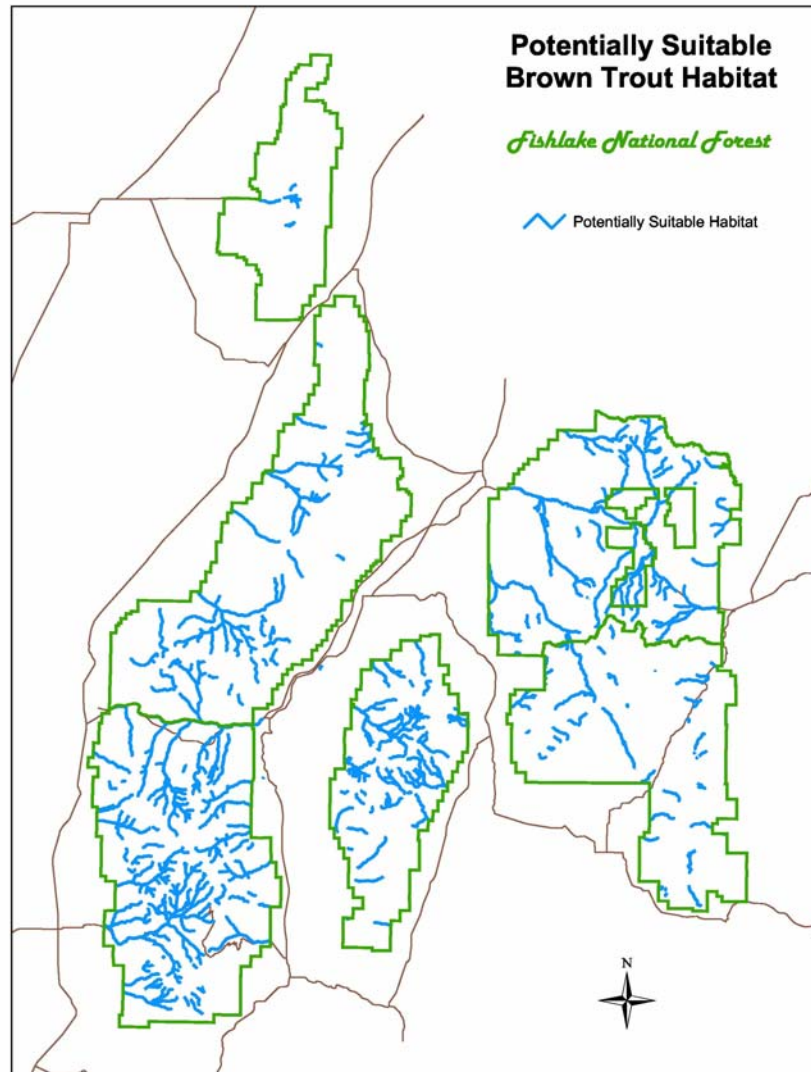 Potentially Suitable
Brown Trout Habitat
Fishlake National Forest
Potentially Suitable Habitat
N